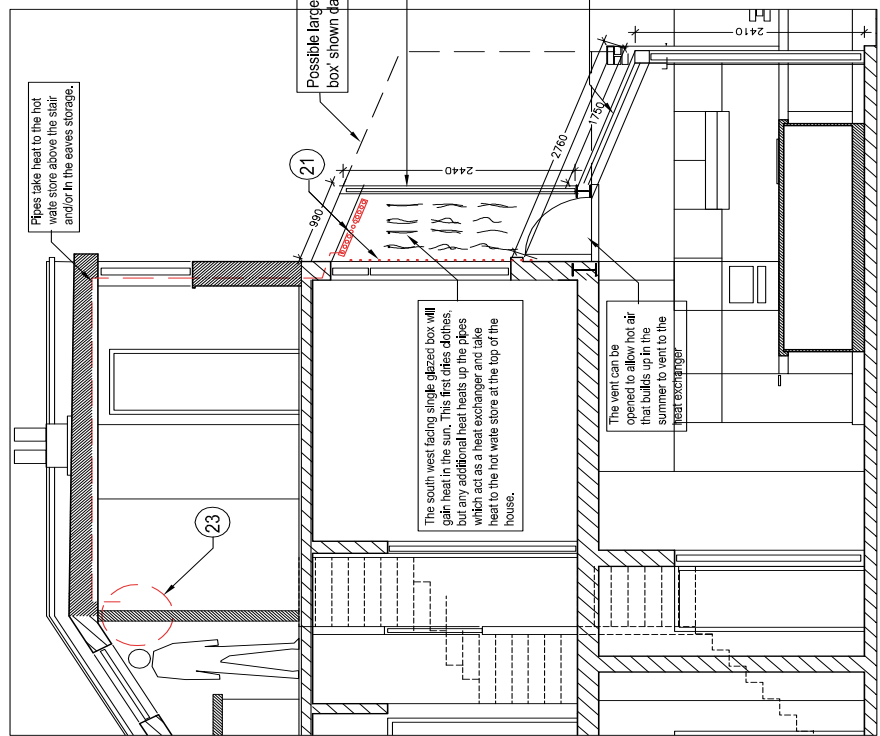 Pipes take heat to the hot
wate store above the stair
and/or in the eaves storage.
Possible large
box' shown da
21
990
2440
2760
1750
2410
The south west facing single glazed box will
gain heat in the sun. This first dries clothes,
but any additional heat heats up the pipes
which act as a heat exchanger and take
heat to the hot wate store at the top of the
house.
The vent can be
opened to allow hot air
that builds up in the
summer to vent to the
heat exchanger
23